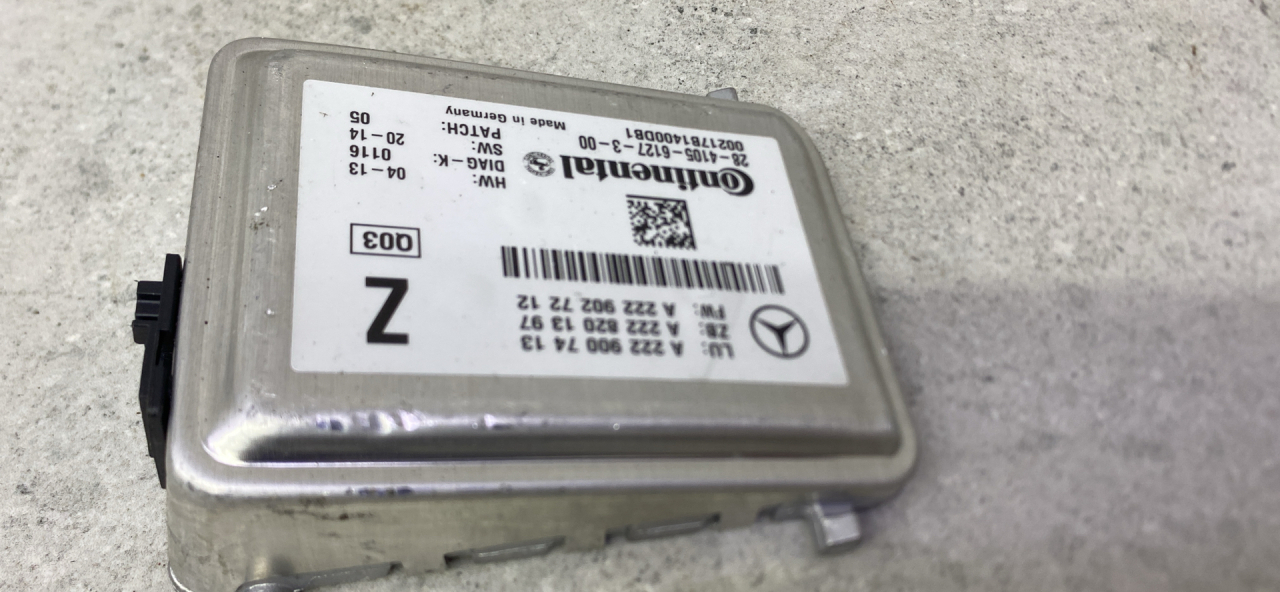 LU: A 222 900 74 13
ZB: A 222 820 13 97
FW: A 222 902 72 12
Z
Q03
Continental
HW: 04-13
DIAG-K: 0116
SW: 20-14
PATCH: 05
28-4105-6127-3-00
00217B1400DB1
Made in Germany